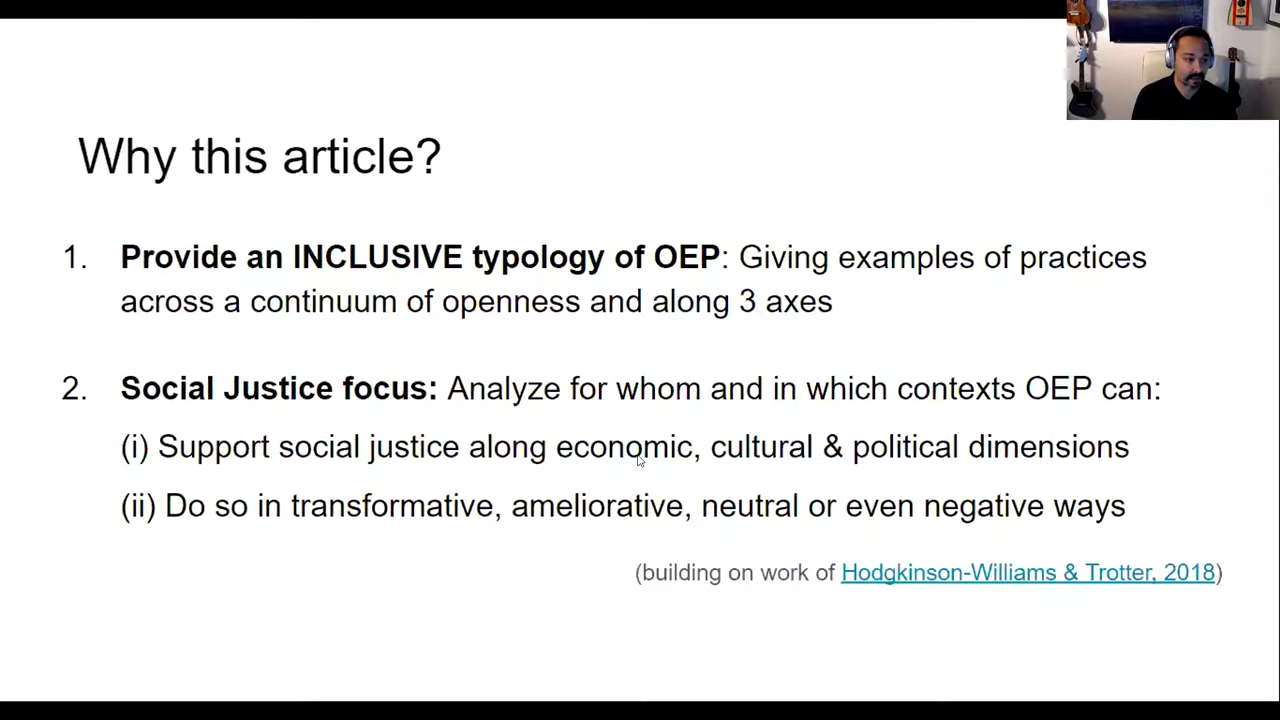 Why this article?
1. Provide an INCLUSIVE typology of OEP: Giving examples of practices
across a continuum of openness and along 3 axes
2. Social Justice focus: Analyze for whom and in which contexts OEP can:
(i) Support social justice along economic, cultural & political dimensions
(ii) Do so in transformative, ameliorative, neutral or even negative ways
(building on work of Hodgkinson-Williams & Trotter, 2018)